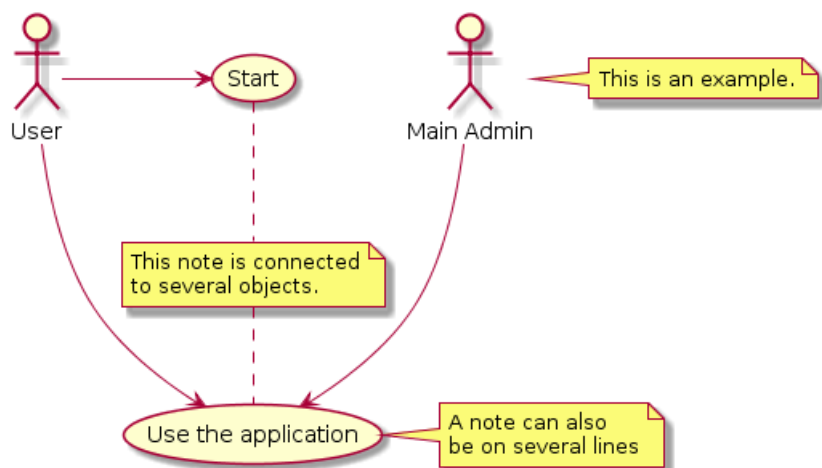 Start
This is an example.
User
Main Admin
This note is connected
to several objects.
Use the application
A note can also
be on several lines